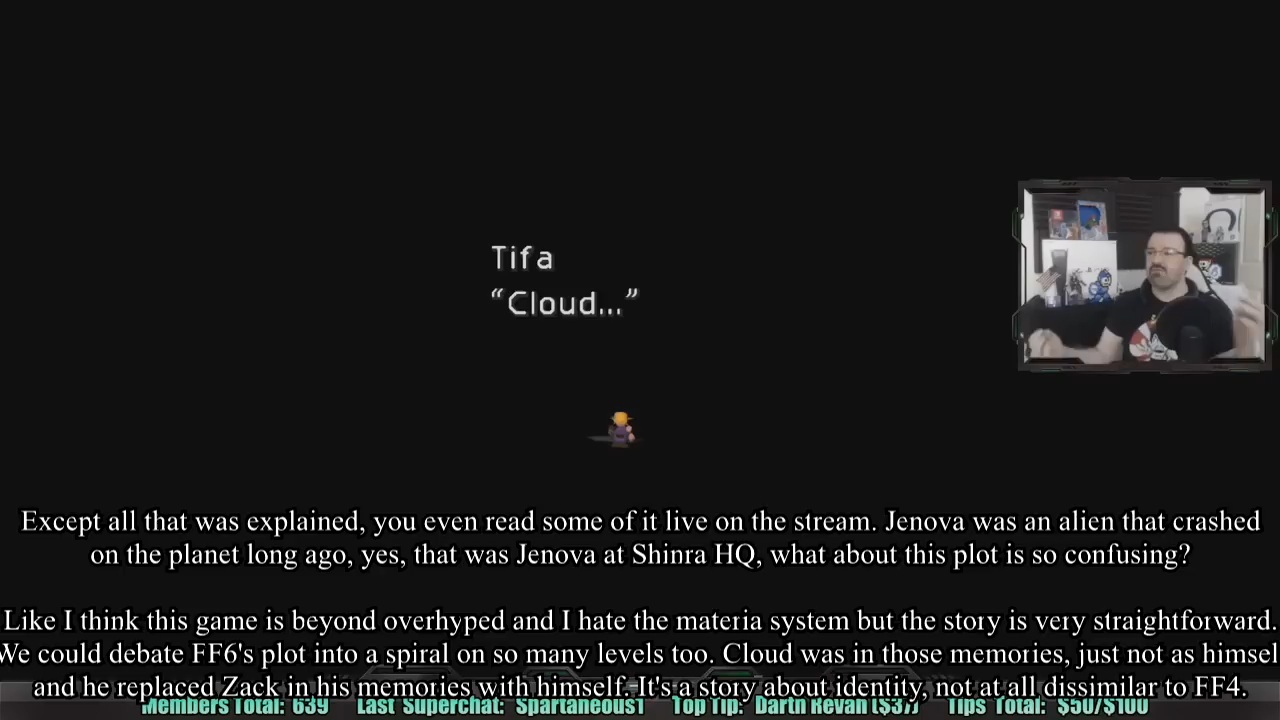 Tifa
“Cloud...”
Except all that was explained, you even read some of it live on the stream. Jenova was an alien that crashed
on the planet long ago, yes, that was Jenova at Shinra HQ, what about this plot is so confusing?
Like I think this game is beyond overhyped and I hate the materia system but the story is very straightforward.
We could debate FF6's plot into a spiral on so many levels too. Cloud was in those memories, just not as himsel
and he replaced Zack in his memories with himself. It's a story about identity, not at all dissimilar to FF4.
Members Total: 639 Last Superchat: Spartaneous1 Top Tip: Darth Revan ($37) Tips Total: $50/$100